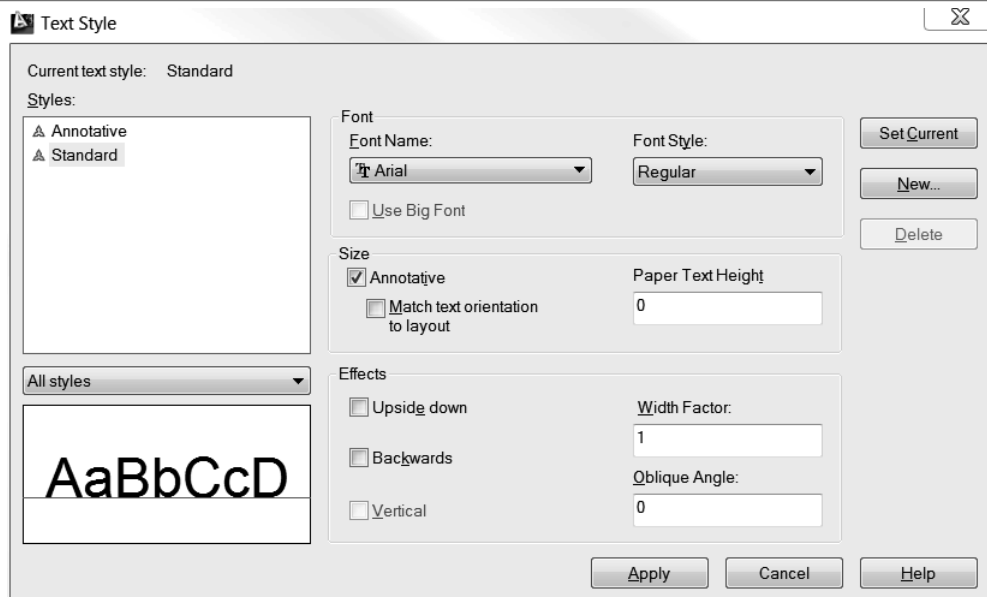 Text Style
Current text style: Standard
Styles:
Annotative
Standard
All styles
AaBbCcD
Font
Font Name:
Arial
Font Style:
Regular
Use Big Font
Size
Annotative
Match text orientation
to layout
Paper Text Height
0
Effects
Upside down
Backwards
Vertical
Width Factor:
1
Oblique Angle:
0
Set Current
New...
Delete
Apply
Cancel
Help